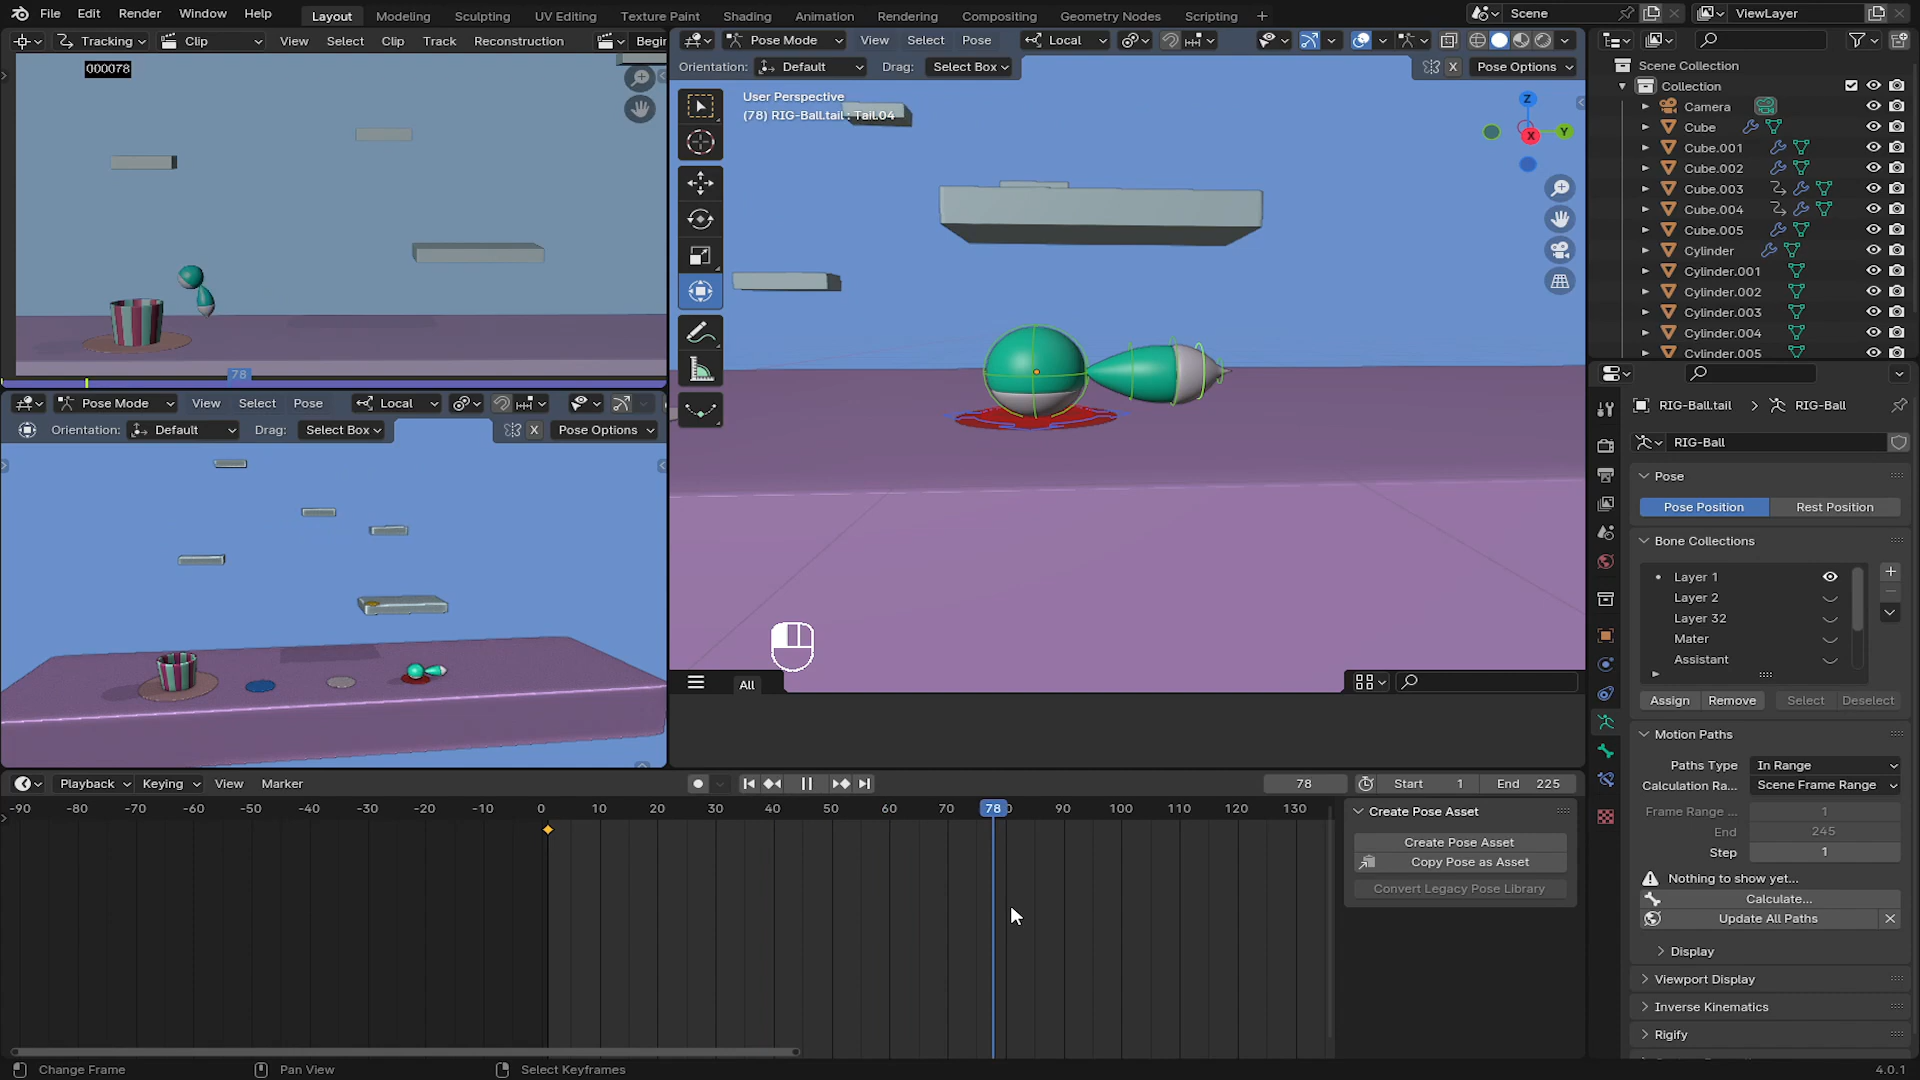 File Edit Render Window Help Layout Modeling Sculpting UV Editing Texture Paint Shading Animation Rendering Compositing Geometry Nodes Scripting + Scene ViewLayer
Tracking Clip View Select Clip Track Reconstruction Begin
Pose Mode View Select Pose Local
Orientation: Default Drag: Select Box X Pose Options
000078
User Perspective
(78) RIG-Ball.tail : Tail.04
Z
Y
X
78
Pose Mode View Select Pose Local
Orientation: Default Drag: Select Box X Pose Options
All
Scene Collection
Collection
Camera
Cube
Cube.001
Cube.002
Cube.003
Cube.004
Cube.005
Cylinder
Cylinder.001
Cylinder.002
Cylinder.003
Cylinder.004
Cylinder.005
RIG-Ball.tail > RIG-Ball
RIG-Ball
Pose
Pose Position Rest Position
Bone Collections
Layer 1
Layer 2
Layer 32
Mater
Assistant
Assign Remove Select Deselect
Motion Paths
Paths Type In Range
Calculation Ra... Scene Frame Range
Frame Range ... 1
End 245
Step 1
Nothing to show yet...
Calculate...
Update All Paths
Display
Viewport Display
Inverse Kinematics
Rigify
Playback Keying View Marker 78 Start 1 End 225
-90 -80 -70 -60 -50 -40 -30 -20 -10 0 10 20 30 40 50 60 70 78 90 100 110 120 130
Create Pose Asset
Create Pose Asset
Copy Pose as Asset
Convert Legacy Pose Library
Change Frame Pan View Select Keyframes 4.0.1